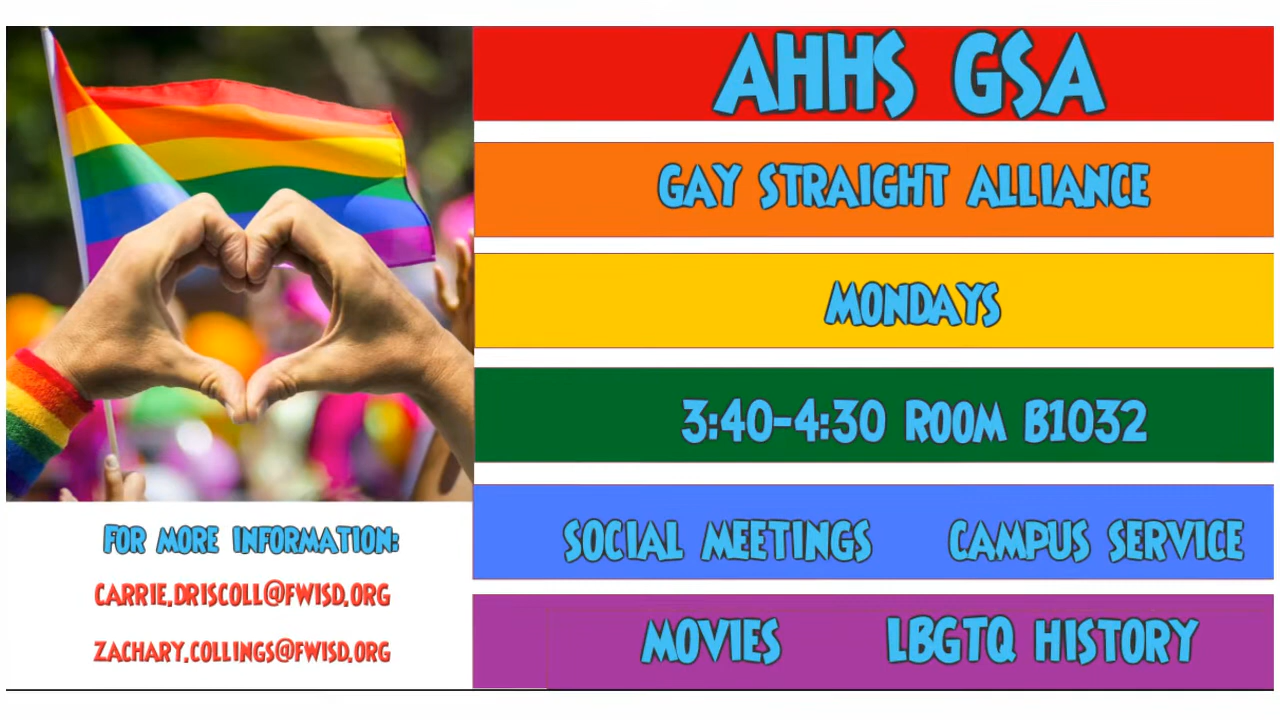 AHHS GSA
GAY STRAIGHT ALLIANCE
MONDAYS
3:40-4:30 ROOM B1032
SOCIAL MEETINGS CAMPUS SERVICE
MOVIES LBGTQ HISTORY
FOR MORE INFORMATION:
CARRIE.DRISCOLL@FWISD.ORG
ZACHARY.COLLINGS@FWISD.ORG